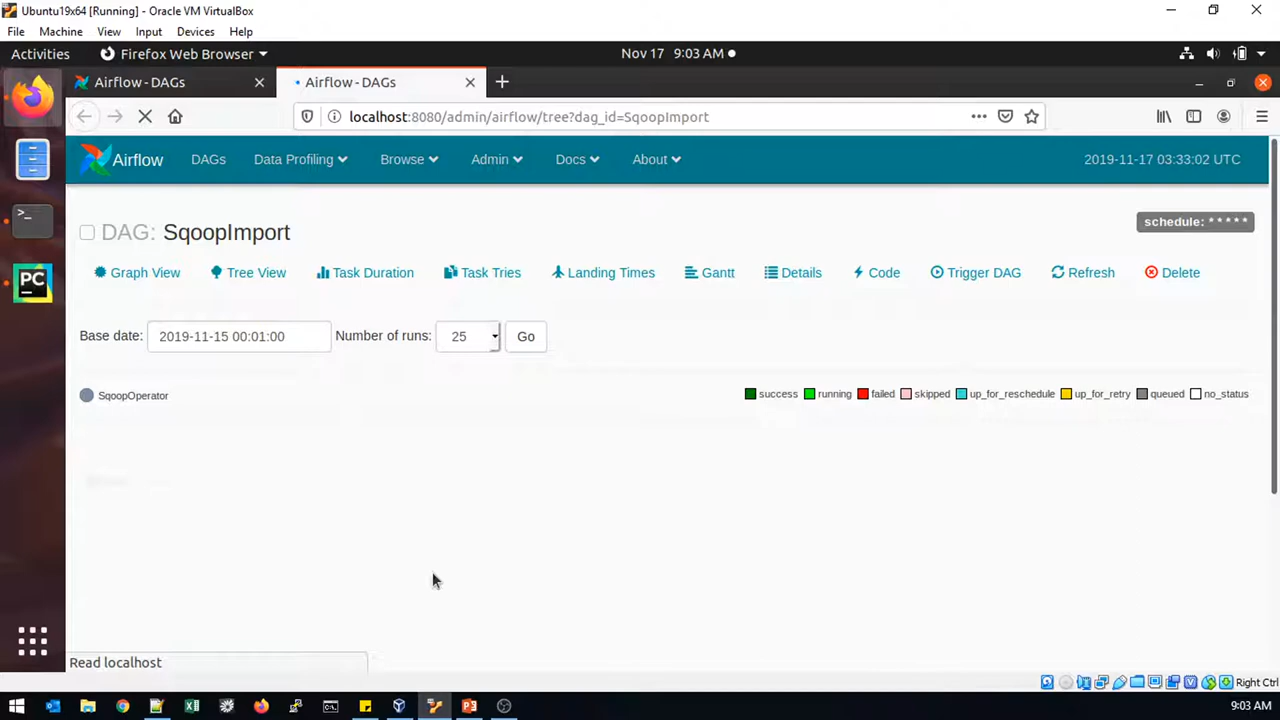 Ubuntu19x64 [Running] - Oracle VM VirtualBox
File Machine View Input Devices Help
Activities Firefox Web Browser Nov 17 9:03 AM
Airflow - DAGs Airflow - DAGs
localhost:8080/admin/airflow/tree?dag_id=SqoopImport
Airflow DAGs Data Profiling Browse Admin Docs About 2019-11-17 03:33:02 UTC
schedule: * * * * *
DAG: SqoopImport
Graph View Tree View Task Duration Task Tries Landing Times Gantt Details Code Trigger DAG Refresh Delete
Base date: 2019-11-15 00:01:00 Number of runs: 25 Go
SqoopOperator success running failed skipped up_for_reschedule up_for_retry queued no_status
Read localhost
Right Ctrl
9:03 AM